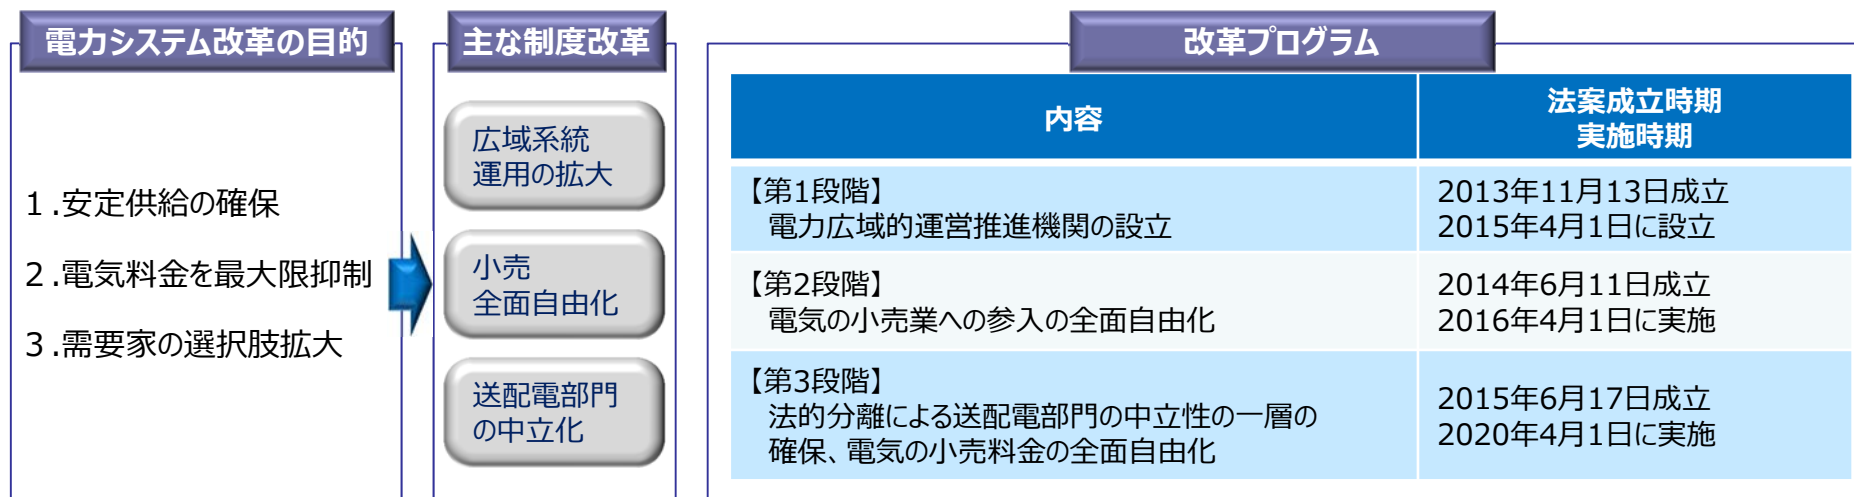 電力システム改革の目的
1.安定供給の確保
2.電気料金を最大限抑制
3.需要家の選択肢拡大
主な制度改革
広域系統
運用の拡大
小売
全面自由化
送配電部門
の中立化
改革プログラム
内容
法案成立時期
実施時期
【第1段階】
電力広域的運営推進機関の設立
2013年11月13日成立
2015年4月1日に設立
【第2段階】
電気の小売業への参入の全面自由化
2014年6月11日成立
2016年4月1日に実施
【第3段階】
法的分離による送配電部門の中立性の一層の
確保、電気の小売料金の全面自由化
2015年6月17日成立
2020年4月1日に実施